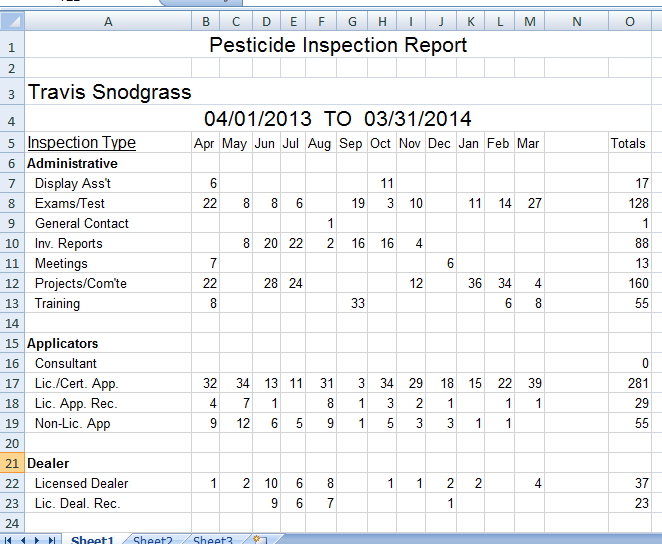 A B C D E F G H I J K L M N O
1 Pesticide Inspection Report
2
3 Travis Snodgrass
4 04/01/2013 TO 03/31/2014
5 Inspection Type Apr May Jun Jul Aug Sep Oct Nov Dec Jan Feb Mar Totals
6 Administrative
7 Display Ass't 6 11 17
8 Exams/Test 22 8 8 6 19 3 10 11 14 27 128
9 General Contact 1 1
10 Inv. Reports 8 20 22 2 16 16 4 88
11 Meetings 7 6 13
12 Projects/Com'te 22 28 24 12 36 34 4 160
13 Training 8 33 6 8 55
14
15 Applicators
16 Consultant 0
17 Lic./Cert. App. 32 34 13 11 31 3 34 29 18 15 22 39 281
18 Lic. App. Rec. 4 7 1 8 1 3 2 1 1 1 29
19 Non-Lic. App 9 12 6 5 9 1 5 3 3 1 1 55
20
21 Dealer
22 Licensed Dealer 1 2 10 6 8 1 1 2 2 4 37
23 Lic. Deal. Rec. 9 6 7 1 23
24
Sheet1 Sheet2 Sheet3